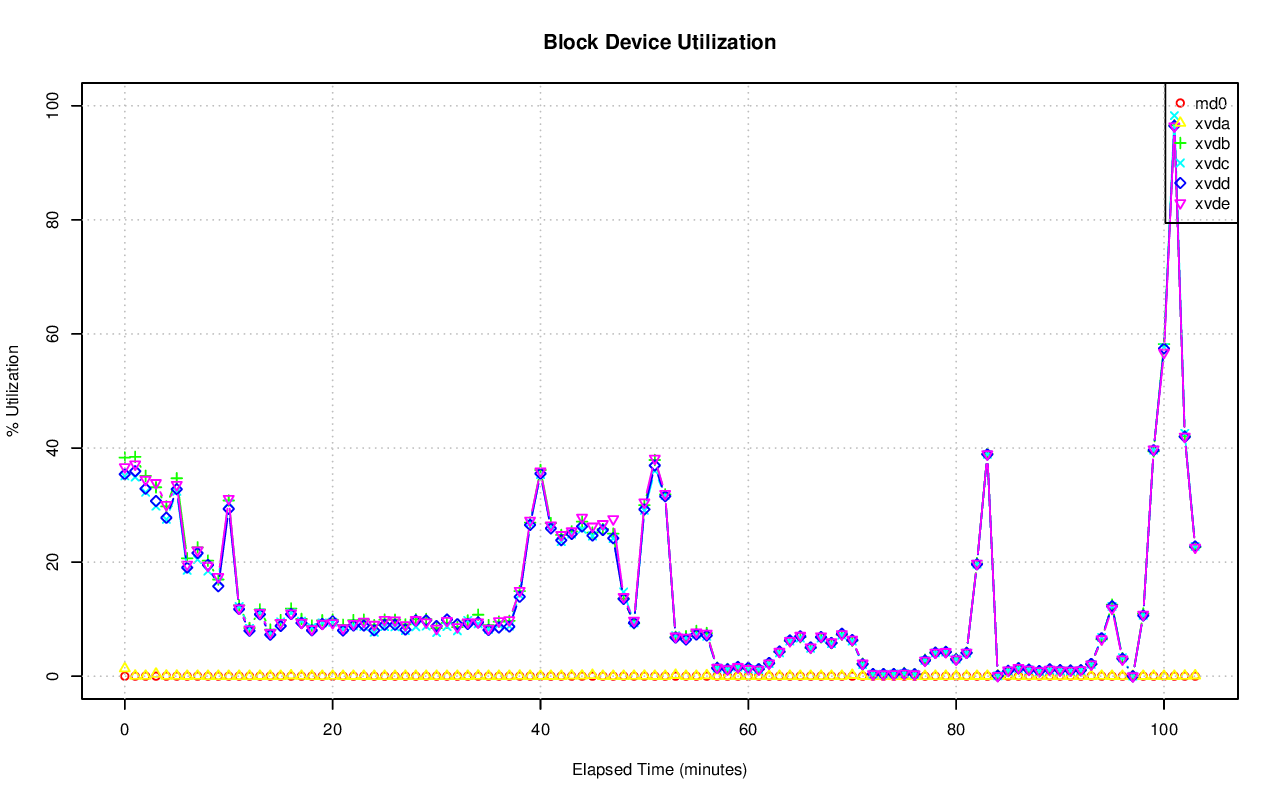 Block Device Utilization
% Utilization
100
80
60
40
20
0
md0
xvda
xvdb
xvdc
xvdd
xvde
0 20 40 60 80 100
Elapsed Time (minutes)